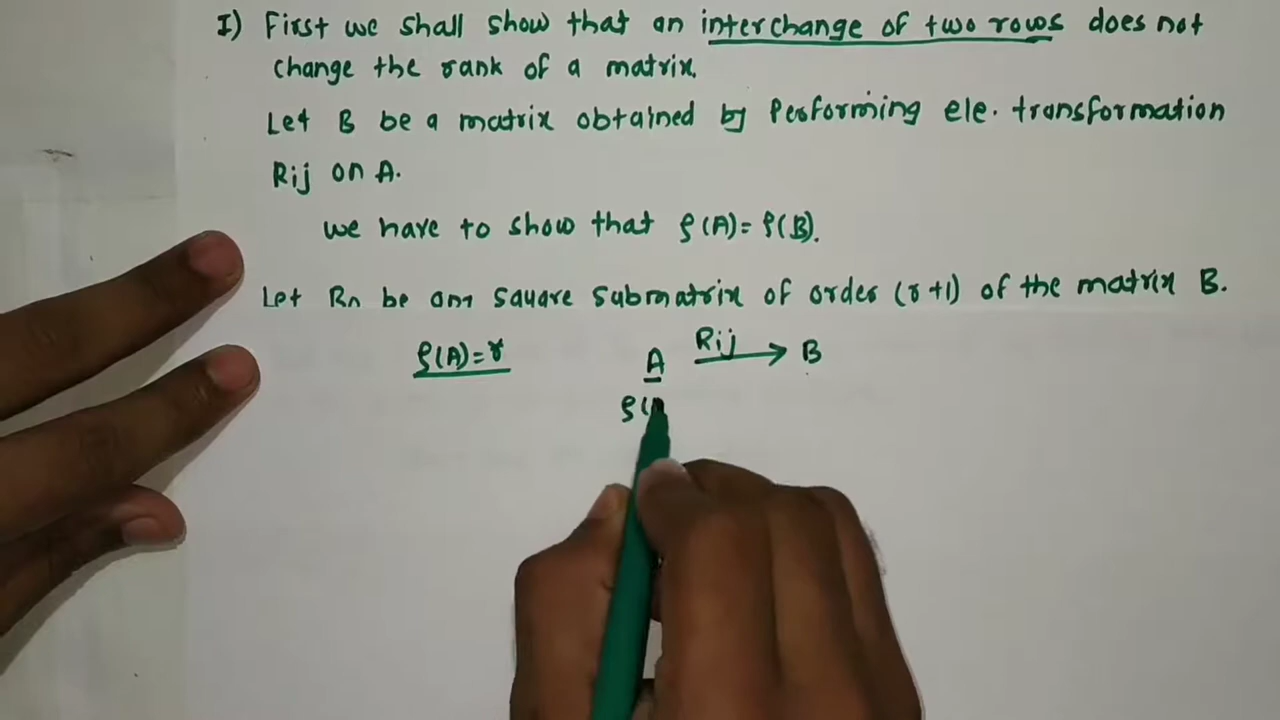 I) First we shall show that an interchange of two rows does not
change the rank of a matrix.
Let B be a matrix obtained by Performing ele. transformation
Rij on A.
we have to show that ρ(A)= ρ(B).
Let Rn be any square submatrix of order (r+1) of the matrix B.
ρ(A)=r A Rij → B
ρ(